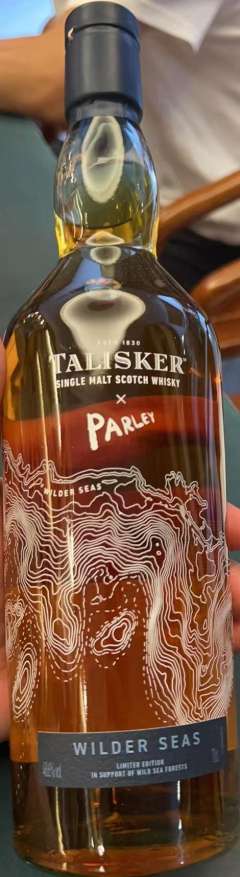 ESTD 1830
TALISKER
SINGLE MALT SCOTCH WHISKY
×
PARLEY
WILDER SEAS
WILDER SEAS
LIMITED EDITION
IN SUPPORT OF WILD SEA FORESTS